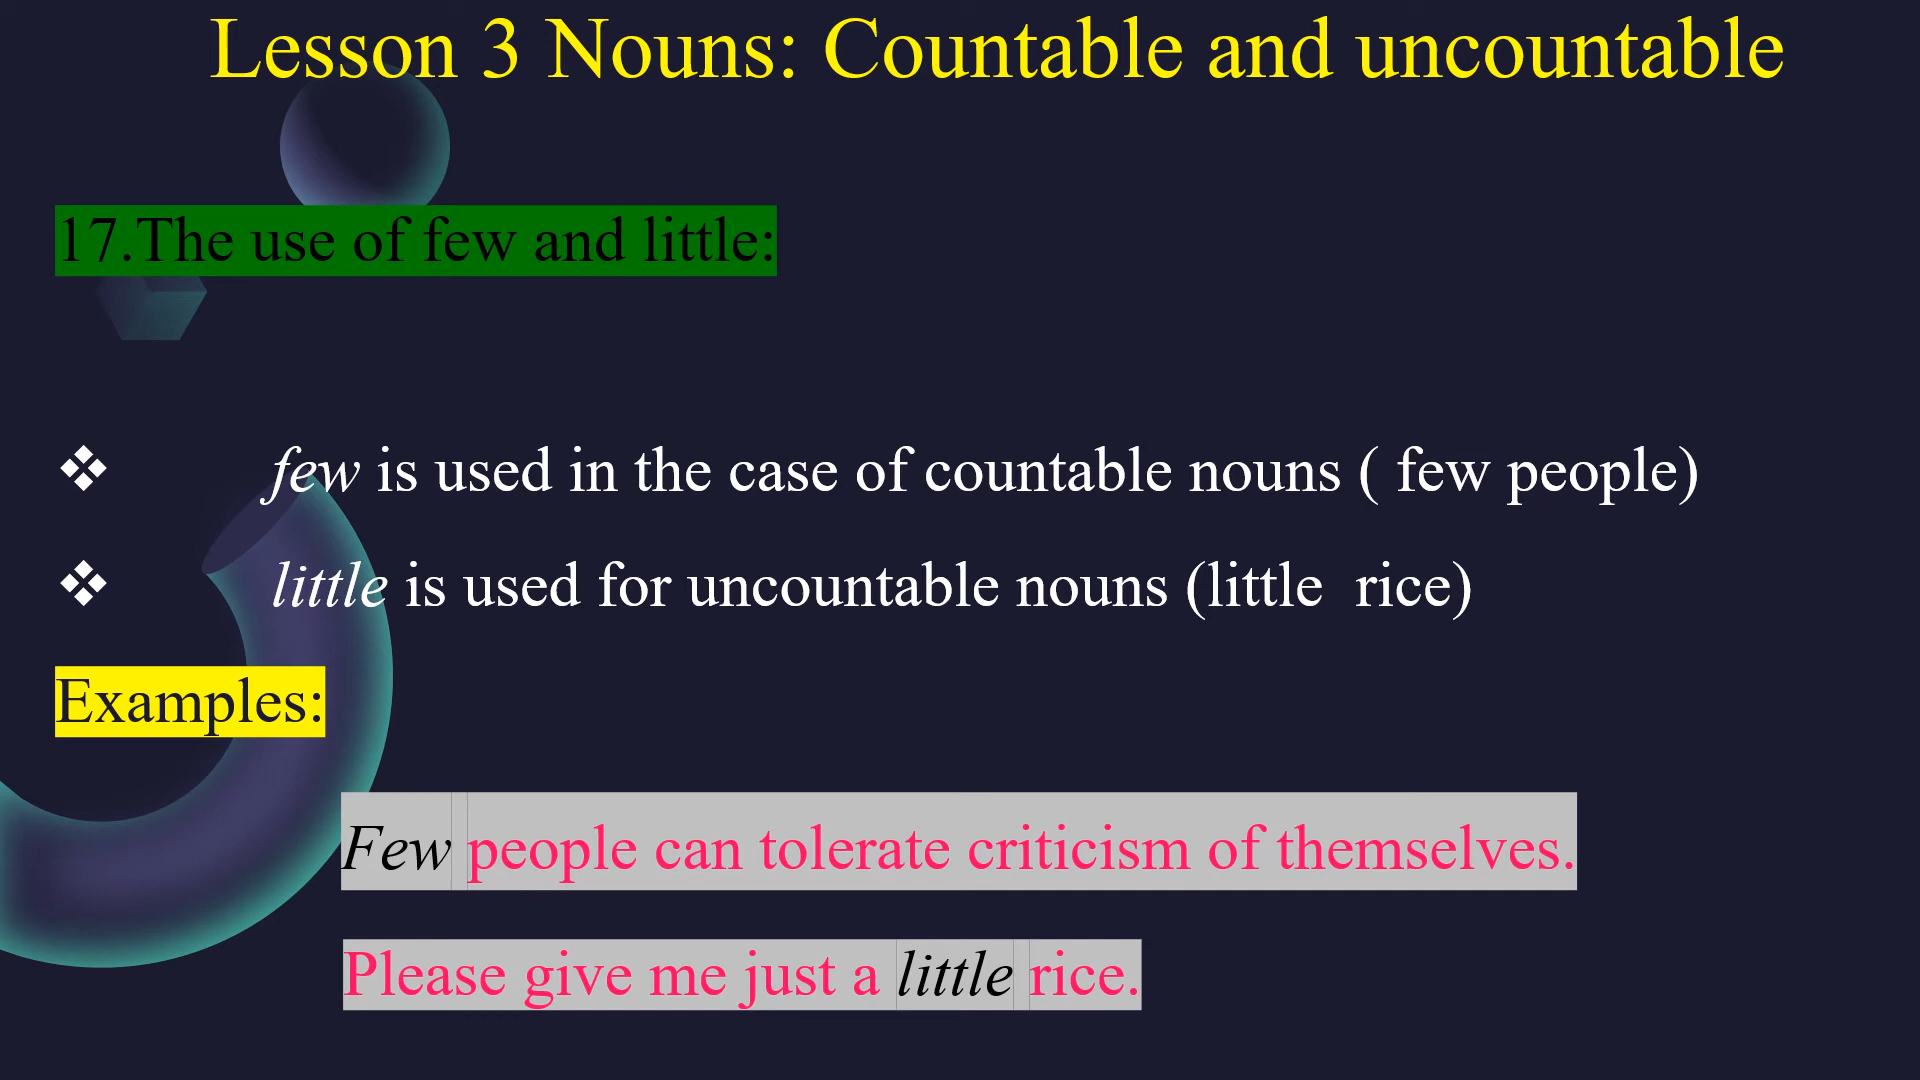 Lesson 3 Nouns: Countable and uncountable
17.The use of few and little:
❖ few is used in the case of countable nouns ( few people)
❖ little is used for uncountable nouns (little  rice)
Examples:
Few people can tolerate criticism of themselves.
Please give me just a little rice.